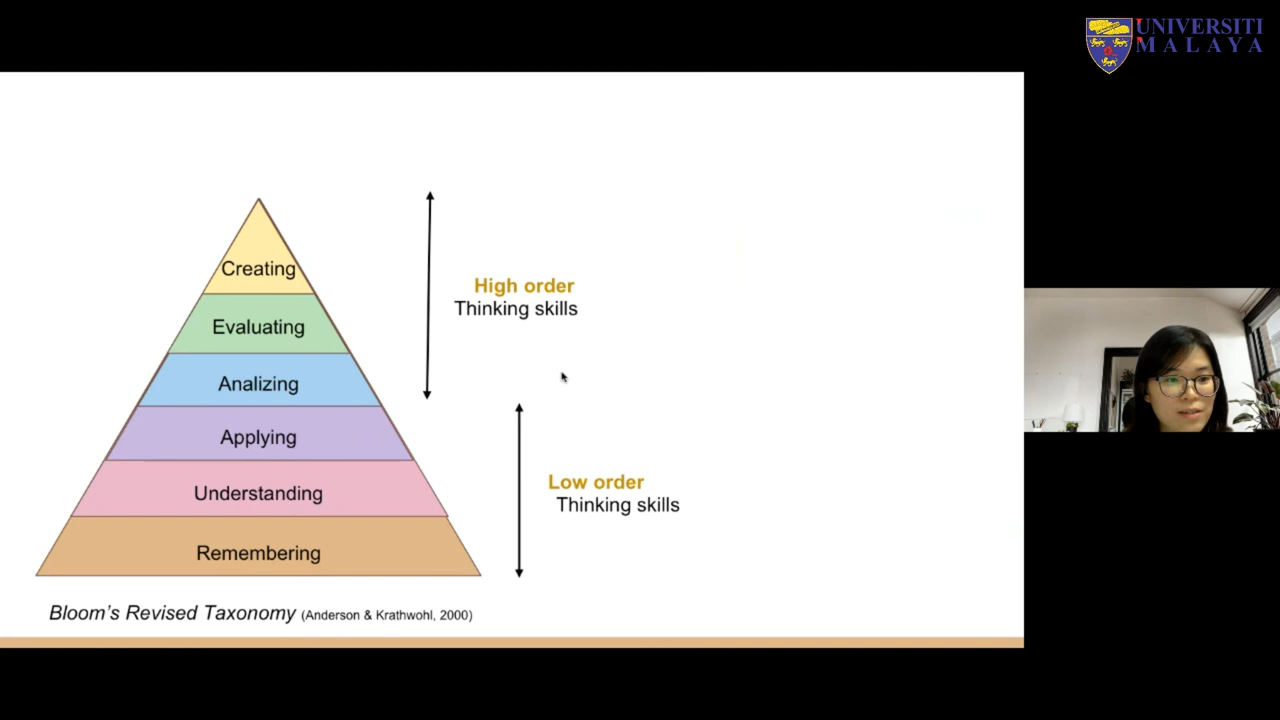 UNIVERSITI
MALAYA
Creating
Evaluating
Analizing
Applying
Understanding
Remembering
High order
Thinking skills
Low order
Thinking skills
Bloom's Revised Taxonomy (Anderson & Krathwohl, 2000)